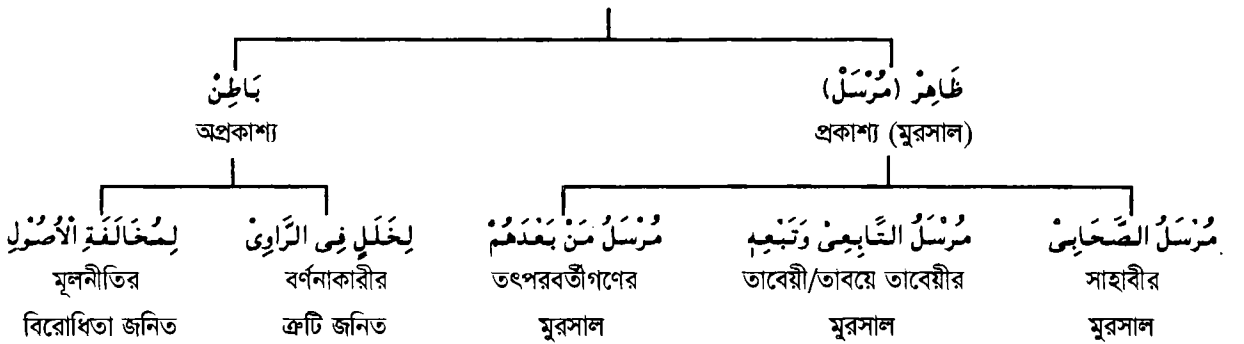 ظَاهِرْ (مُرْسَلْ)
بَاطِنْ
প্রকাশ্য (মুরসাল)
অপ্রকাশ্য
مُرْسَلُ الصَّحَابِىْ
مُرْسَلُ التَّابِعِىْ وَتَبْعِهِ
مُرْسَلُ مَنْ بَعْدَهُمْ
لِخَلَلٍ فِى الرَّاوِىْ
لِمُخَالَفَةِ الْاُصُوْلِ
সাহাবীর
মুরসাল
তাবেয়ী/তাবয়ে তাবেয়ীর
মুরসাল
তৎপরবর্তীগণের
মুরসাল
বর্ণনাকারীর
ত্রুটি জনিত
মূলনীতির
বিরোধিতা জনিত